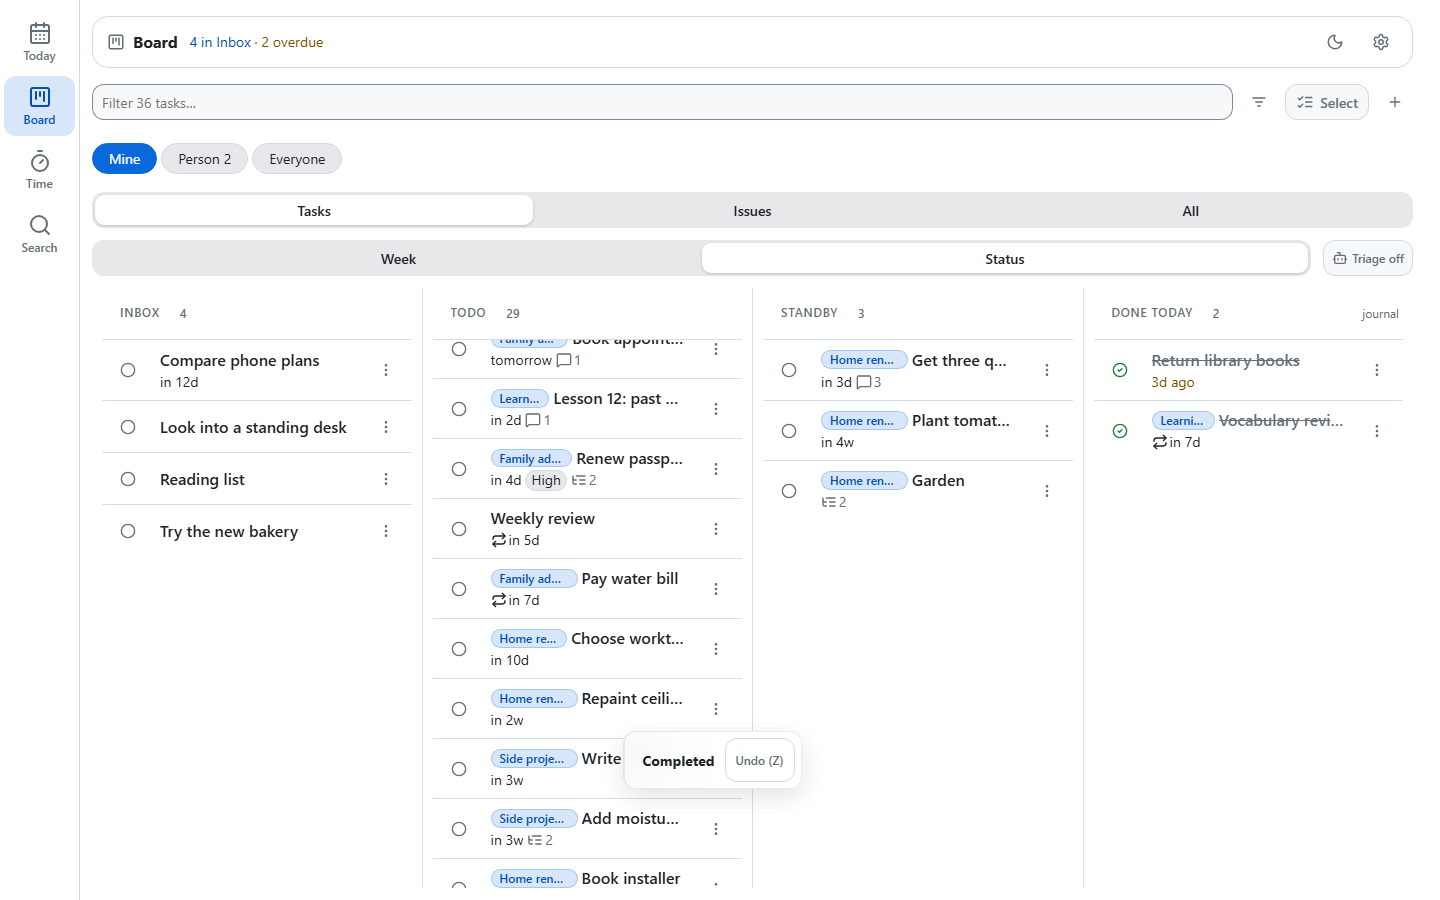 Today
Board
Time
Search
Board 4 in Inbox · 2 overdue
Filter 36 tasks...
Select
Mine
Person 2
Everyone
Tasks
Issues
All
Week
Status
Triage off
INBOX 4
Compare phone plans
in 12d
Look into a standing desk
Reading list
Try the new bakery
TODO 29
Family a... Book appoint...
tomorrow 1
Learn... Lesson 12: past ...
in 2d 1
Family ad... Renew passp...
in 4d High 2
Weekly review
in 5d
Family ad... Pay water bill
in 7d
Home re... Choose workt...
in 10d
Home ren... Repaint ceili...
in 2w
Side proje... Write
in 3w
Side proje... Add moistu...
in 3w 2
Home ren... Book installer
STANDBY 3
Home ren... Get three q...
in 3d 3
Home ren... Plant tomat...
in 4w
Home ren... Garden
2
DONE TODAY 2 journal
Return library books
3d ago
Learni... Vocabulary revi...
in 7d
Completed Undo (Z)